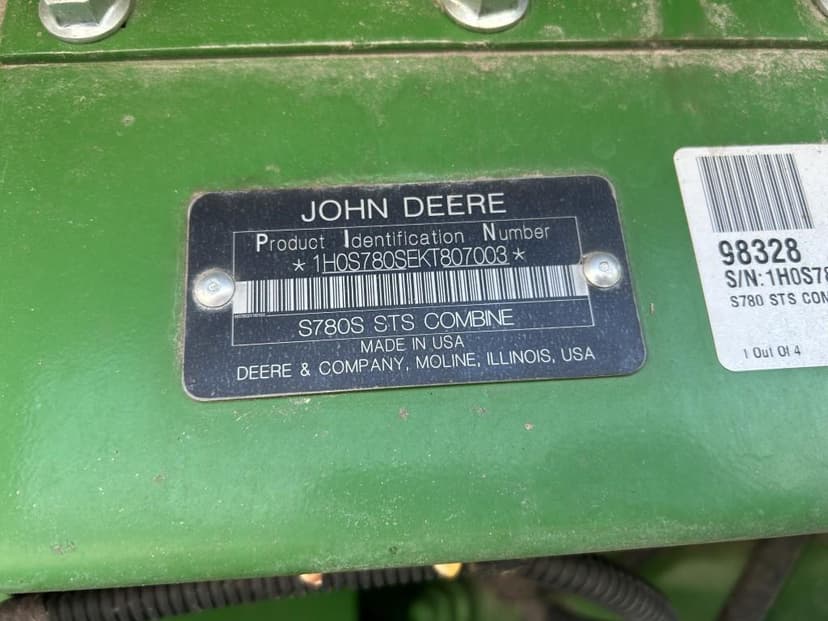 JOHN DEERE
Product Identification Number
*1H0S780SEKT807003*
S780S STS COMBINE
MADE IN USA
DEERE & COMPANY, MOLINE, ILLINOIS, USA
98328
S/N:1H0S78
S780 STS COM
1 Out Of 4